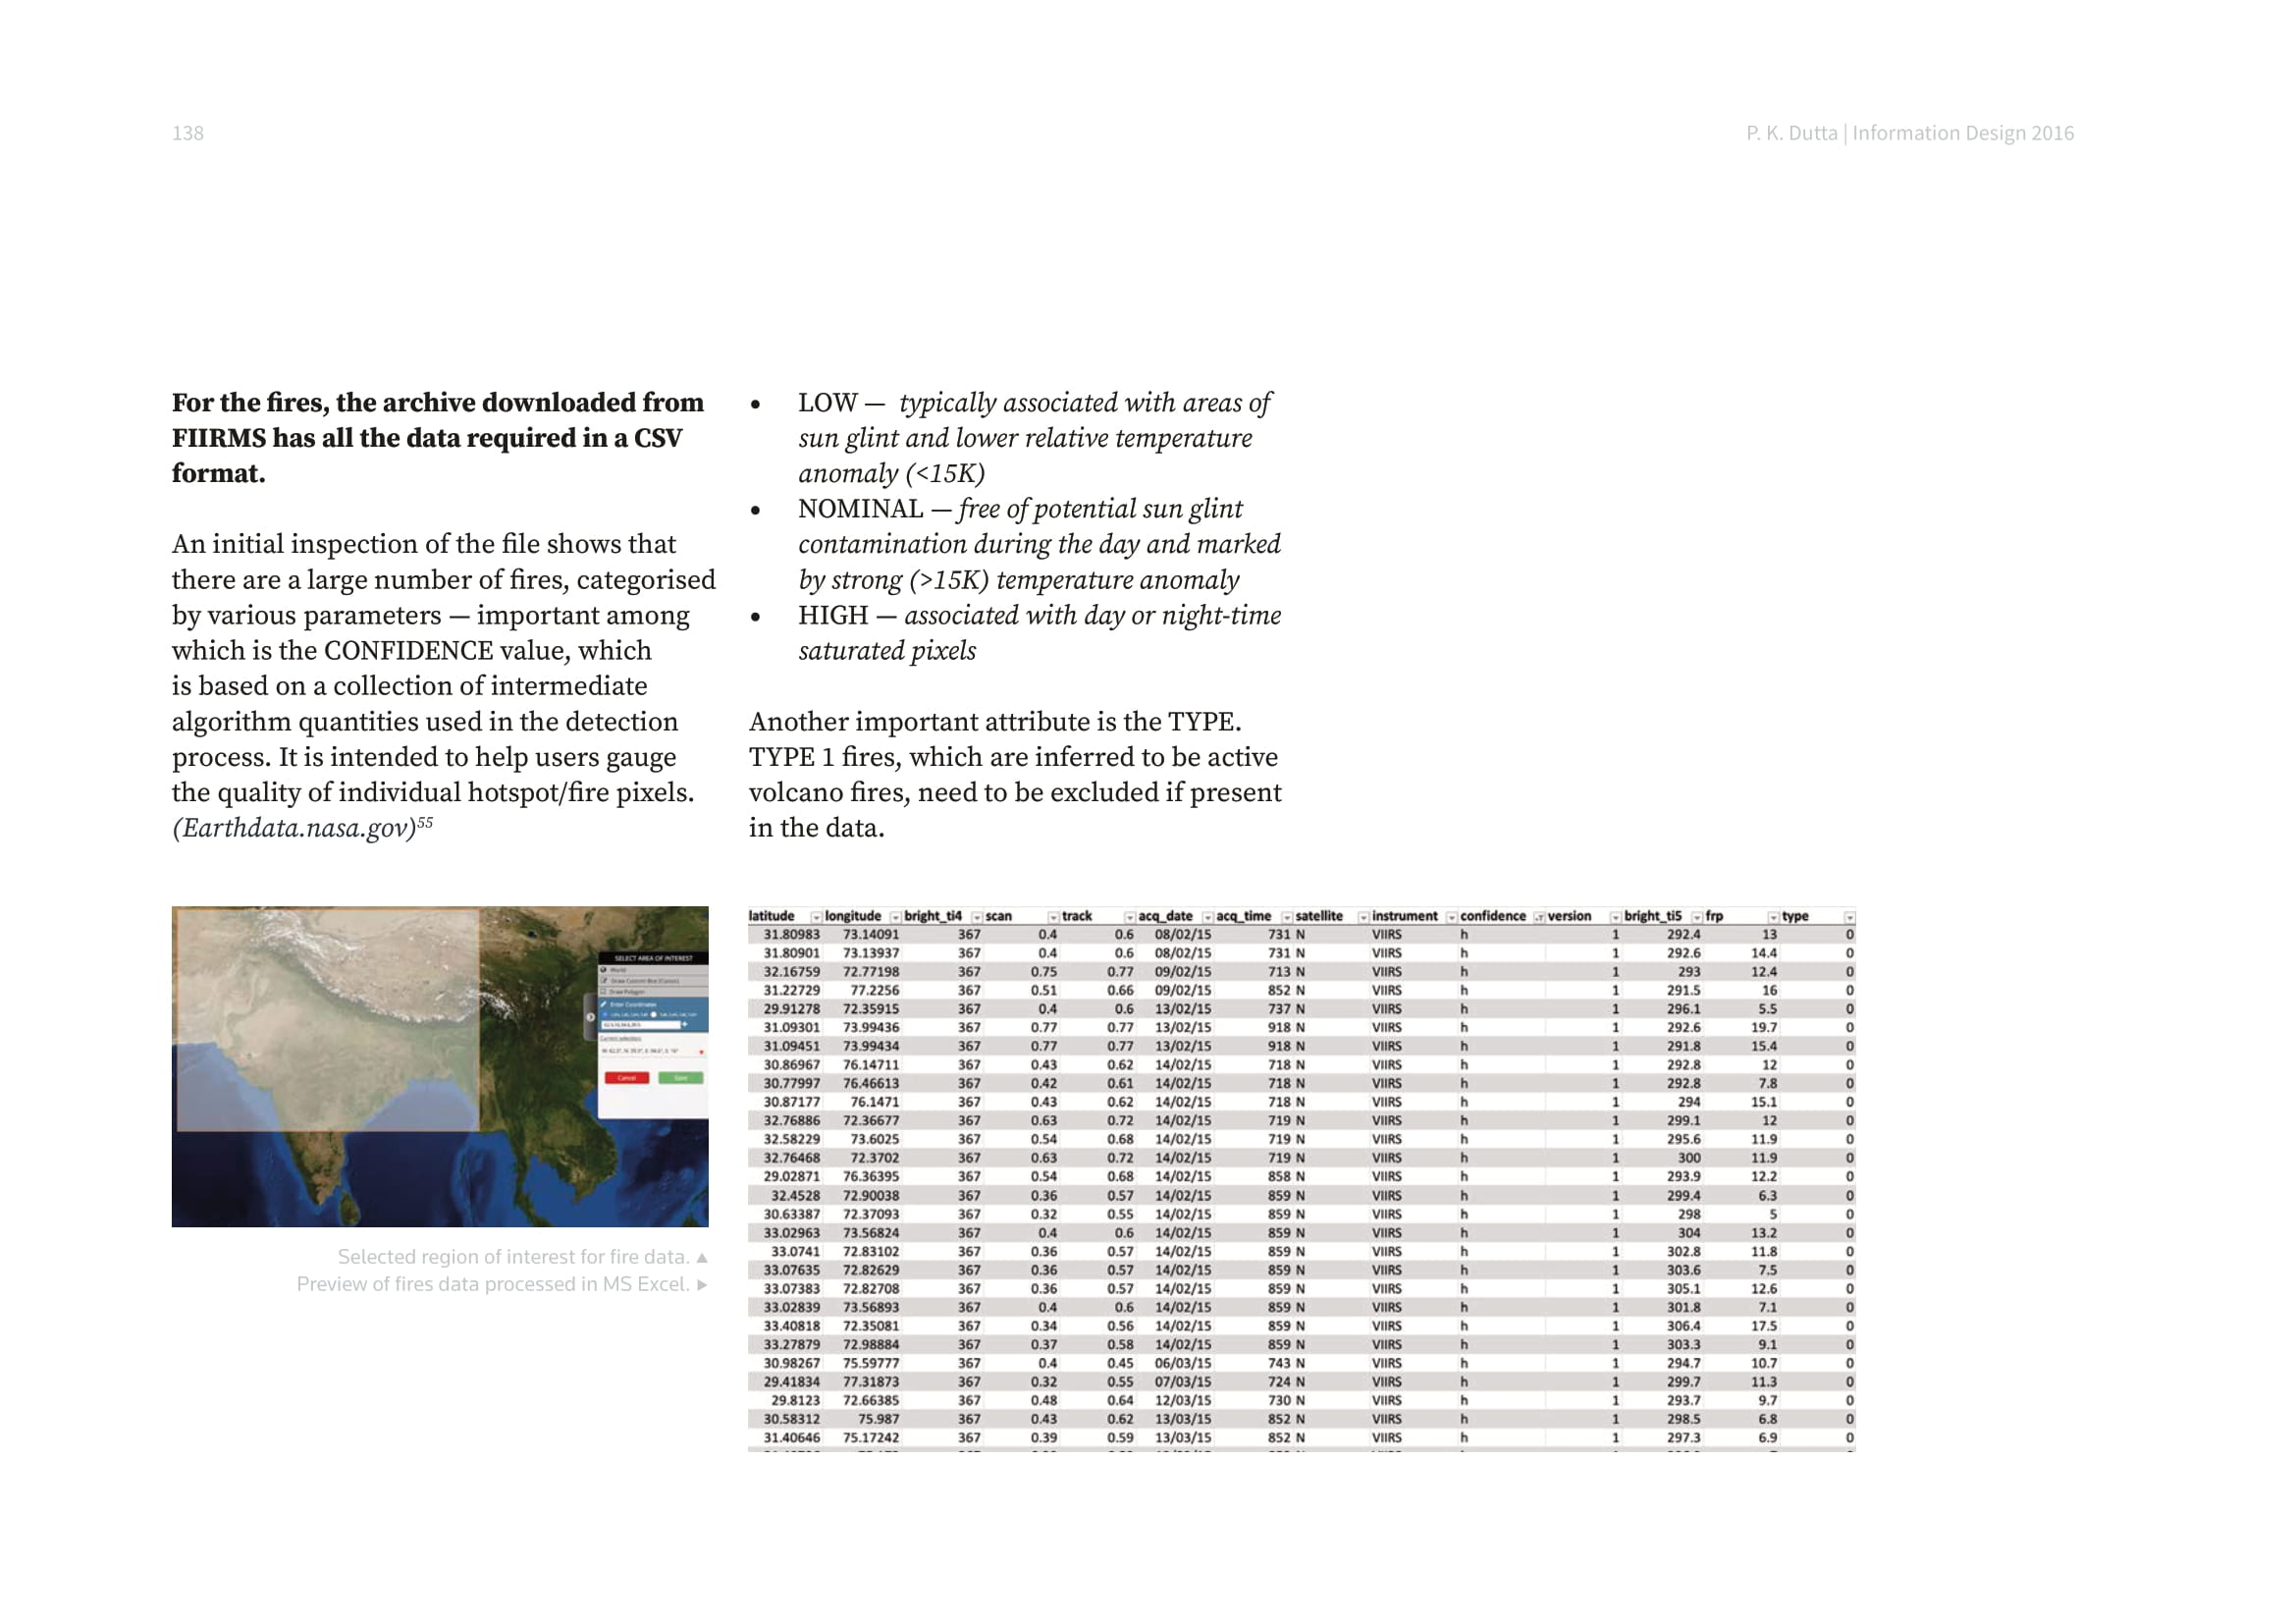 138
P. K. Dutta | Information Design 2016
For the fires, the archive downloaded from
FIIRMS has all the data required in a CSV
format.
An initial inspection of the file shows that
there are a large number of fires, categorised
by various parameters — important among
which is the CONFIDENCE value, which
is based on a collection of intermediate
algorithm quantities used in the detection
process. It is intended to help users gauge
the quality of individual hotspot/fire pixels.
(Earthdata.nasa.gov)55
• LOW — typically associated with areas of
sun glint and lower relative temperature
anomaly (<15K)
• NOMINAL — free of potential sun glint
contamination during the day and marked
by strong (>15K) temperature anomaly
• HIGH — associated with day or night-time
saturated pixels
Another important attribute is the TYPE.
TYPE 1 fires, which are inferred to be active
volcano fires, need to be excluded if present
in the data.
SELECT AREA OF INTEREST
World
Draw Polygon
Enter Coordinates
Cancel Save
Selected region of interest for fire data. ▲
Preview of fires data processed in MS Excel. ▶
latitude longitude bright_ti4 scan track acq_date acq_time satellite instrument confidence version bright_ti5 frp type
31.80983 73.14091 367 0.4 0.6 08/02/15 731 N VIIRS h 1 292.4 13 0
31.80901 73.13937 367 0.4 0.6 08/02/15 731 N VIIRS h 1 292.6 14.4 0
32.16759 72.77198 367 0.75 0.77 09/02/15 713 N VIIRS h 1 293 12.4 0
31.22729 77.2256 367 0.51 0.66 09/02/15 852 N VIIRS h 1 291.5 16 0
29.91278 72.35915 367 0.4 0.6 13/02/15 737 N VIIRS h 1 296.1 5.5 0
31.09301 73.99436 367 0.77 0.77 13/02/15 918 N VIIRS h 1 292.6 19.7 0
31.09451 73.99434 367 0.77 0.77 13/02/15 918 N VIIRS h 1 291.8 15.4 0
30.86967 76.14711 367 0.43 0.62 14/02/15 718 N VIIRS h 1 292.8 12 0
30.77997 76.46613 367 0.42 0.61 14/02/15 718 N VIIRS h 1 292.8 7.8 0
30.87177 76.1471 367 0.43 0.62 14/02/15 718 N VIIRS h 1 294 15.1 0
32.76886 72.36677 367 0.63 0.72 14/02/15 719 N VIIRS h 1 299.1 12 0
32.58229 73.6025 367 0.54 0.68 14/02/15 719 N VIIRS h 1 295.6 11.9 0
32.76468 72.3702 367 0.63 0.72 14/02/15 719 N VIIRS h 1 300 11.9 0
29.02871 76.36395 367 0.54 0.68 14/02/15 858 N VIIRS h 1 293.9 12.2 0
32.4528 72.90038 367 0.36 0.57 14/02/15 859 N VIIRS h 1 299.4 6.3 0
30.63387 72.37093 367 0.32 0.55 14/02/15 859 N VIIRS h 1 298 5 0
33.02963 73.56824 367 0.4 0.6 14/02/15 859 N VIIRS h 1 304 13.2 0
33.0741 72.83102 367 0.36 0.57 14/02/15 859 N VIIRS h 1 302.8 11.8 0
33.07635 72.82629 367 0.36 0.57 14/02/15 859 N VIIRS h 1 303.6 7.5 0
33.07383 72.82708 367 0.36 0.57 14/02/15 859 N VIIRS h 1 305.1 12.6 0
33.02839 73.56893 367 0.4 0.6 14/02/15 859 N VIIRS h 1 301.8 7.1 0
33.40818 72.35081 367 0.34 0.56 14/02/15 859 N VIIRS h 1 306.4 17.5 0
33.27879 72.98884 367 0.37 0.58 14/02/15 859 N VIIRS h 1 303.3 9.1 0
30.98267 75.59777 367 0.4 0.45 06/03/15 743 N VIIRS h 1 294.7 10.7 0
29.41834 77.31873 367 0.32 0.55 07/03/15 724 N VIIRS h 1 299.7 11.3 0
29.8123 72.66385 367 0.48 0.64 12/03/15 730 N VIIRS h 1 293.7 9.7 0
30.58312 75.987 367 0.43 0.62 13/03/15 852 N VIIRS h 1 298.5 6.8 0
31.40646 75.17242 367 0.39 0.59 13/03/15 852 N VIIRS h 1 297.3 6.9 0